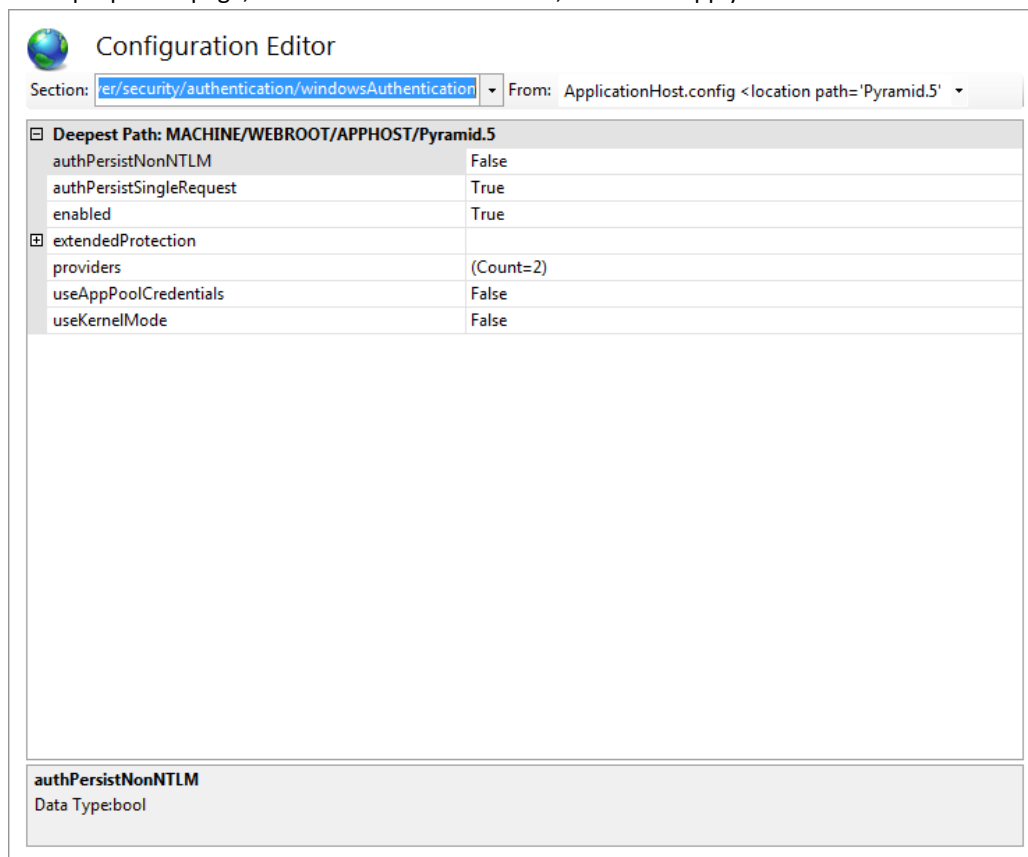 Configuration Editor
Section: er/security/authentication/windowsAuthentication From: ApplicationHost.config <location path='Pyramid.5'
Deepest Path: MACHINE/WEBROOT/APPHOST/Pyramid.5
authPersistNonNTLM False
authPersistSingleRequest True
enabled True
extendedProtection
providers (Count=2)
useAppPoolCredentials False
useKernelMode False
authPersistNonNTLM
Data Type:bool